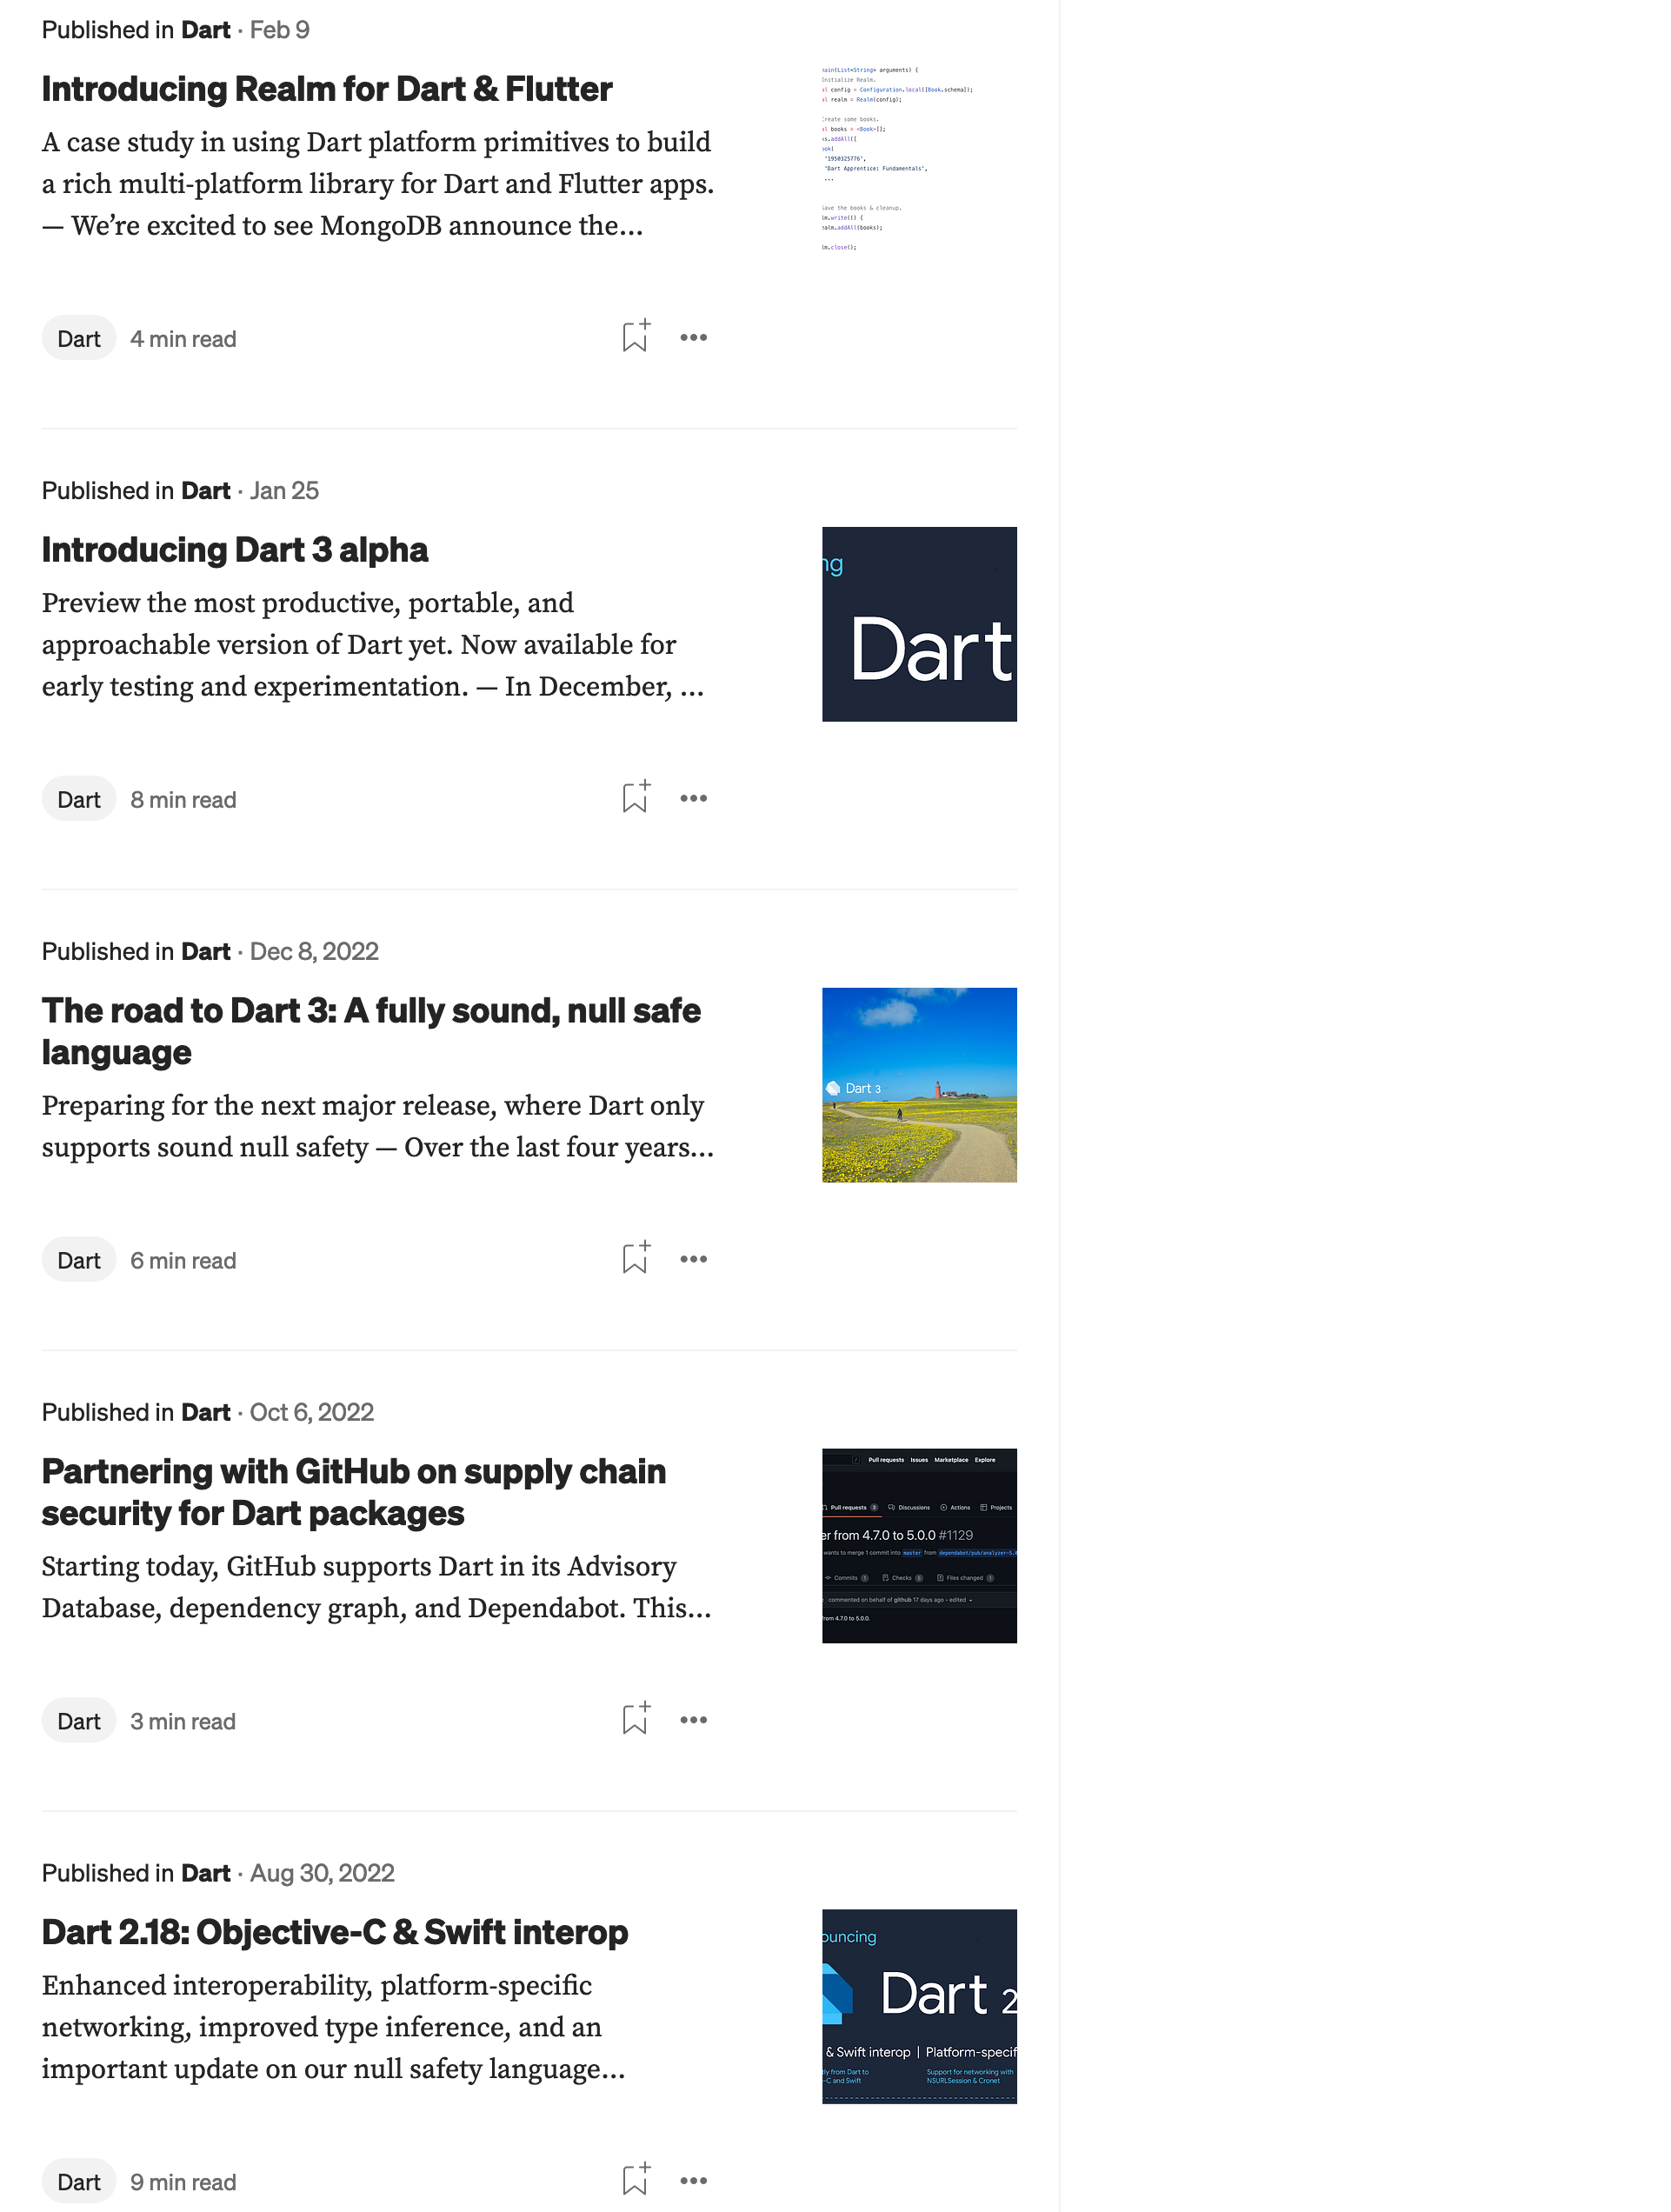 Published in Dart · Feb 9
Introducing Realm for Dart & Flutter
A case study in using Dart platform primitives to build
a rich multi-platform library for Dart and Flutter apps.
— We’re excited to see MongoDB announce the…
main(List<String> arguments) {
Initialize Realm.
al config = Configuration.local([Book.schema]);
al realm = Realm(config);
Create some books.
al books = <Book>[];
ks.addAll([
ook(
'1950325776',
"Dart Apprentice: Fundamentals",
...
Save the books & cleanup.
lm.write(() {
ealm.addAll(books);
lm.close();
Dart 4 min read
Published in Dart · Jan 25
Introducing Dart 3 alpha
Preview the most productive, portable, and
approachable version of Dart yet. Now available for
early testing and experimentation. — In December, …
ng
Dart
Dart 8 min read
Published in Dart · Dec 8, 2022
The road to Dart 3: A fully sound, null safe
language
Preparing for the next major release, where Dart only
supports sound null safety — Over the last four years…
Dart 3
Dart 6 min read
Published in Dart · Oct 6, 2022
Partnering with GitHub on supply chain
security for Dart packages
Starting today, GitHub supports Dart in its Advisory
Database, dependency graph, and Dependabot. This…
Pull requests Issues Marketplace Explore
Pull requests 3 Discussions Actions Projects
er from 4.7.0 to 5.0.0 #1129
wants to merge 1 commit into master from dependabot/pub/analyzer-5.
Commits 1 Checks 5 Files changed 1
commented on behalf of github 17 days ago • edited
from 4.7.0 to 5.0.0.
Dart 3 min read
Published in Dart · Aug 30, 2022
Dart 2.18: Objective-C & Swift interop
Enhanced interoperability, platform-specific
networking, improved type inference, and an
important update on our null safety language…
ouncing
Dart 2
& Swift interop | Platform-specif
ly from Dart to
-C and Swift
Support for networking with
NSURLSession & Cronet
Dart 9 min read